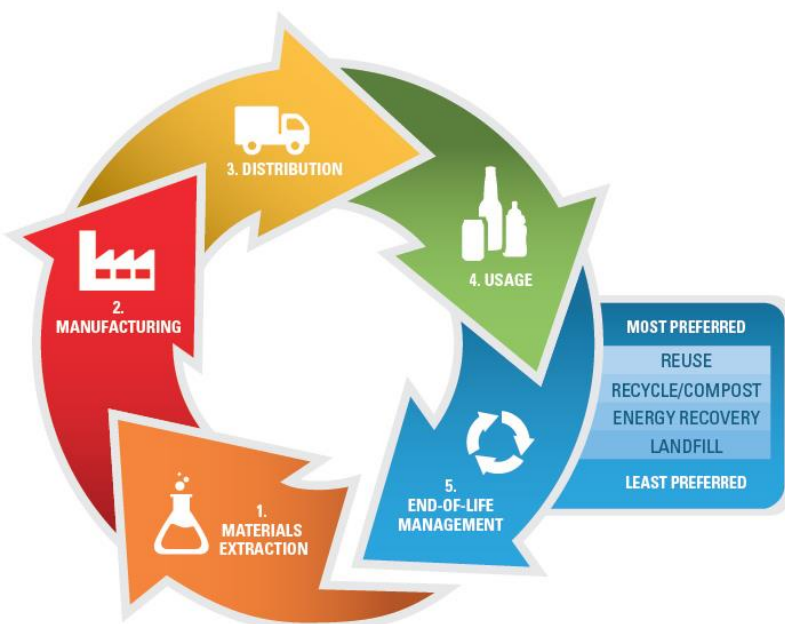 3. DISTRIBUTION
4. USAGE
2.
MANUFACTURING
MOST PREFERRED
REUSE
RECYCLE/COMPOST
ENERGY RECOVERY
LANDFILL
LEAST PREFERRED
5.
END-OF-LIFE
MANAGEMENT
1.
MATERIALS
EXTRACTION